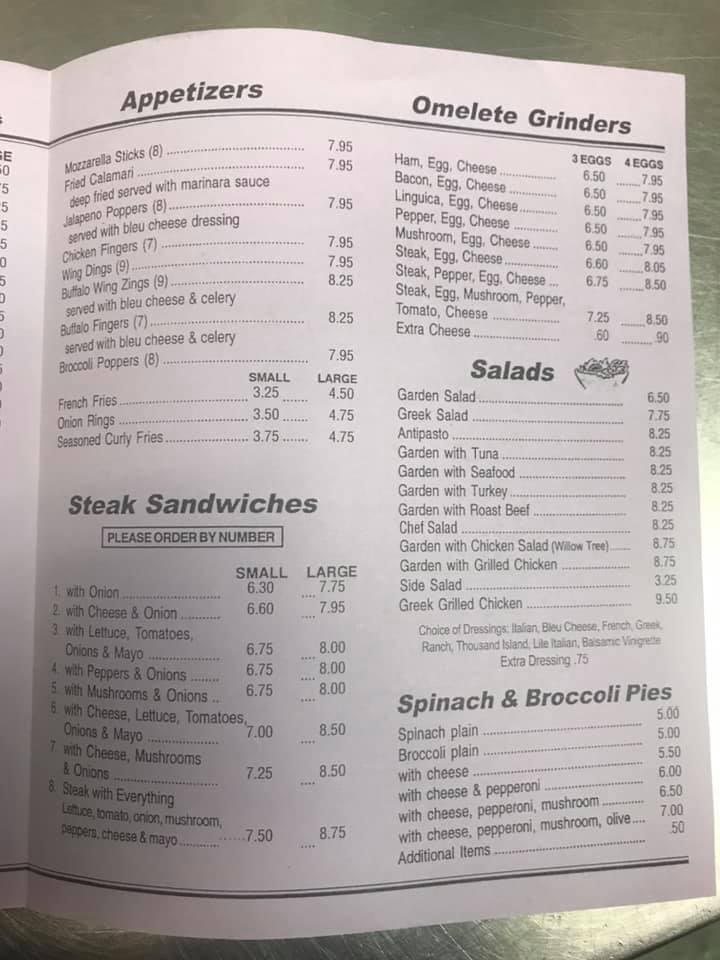 Appetizers
Mozzarella Sticks (8) 7.95
Fried Calamari 7.95
deep fried served with marinara sauce
Jalapeno Poppers (8) 7.95
served with bleu cheese dressing
Chicken Fingers (7) 7.95
Wing Dings (9) 7.95
Buffalo Wing Zings (9) 8.25
served with bleu cheese & celery
Buffalo Fingers (7) 8.25
served with bleu cheese & celery
Broccoli Poppers (8) 7.95
SMALL LARGE
French Fries 3.25 4.50
Onion Rings 3.50 4.75
Seasoned Curly Fries 3.75 4.75
Steak Sandwiches
PLEASE ORDER BY NUMBER
SMALL LARGE
1. with Onion 6.30 7.75
2. with Cheese & Onion 6.60 7.95
3. with Lettuce, Tomatoes,
Onions & Mayo 6.75 8.00
4. with Peppers & Onions 6.75 8.00
5. with Mushrooms & Onions 6.75 8.00
6. with Cheese, Lettuce, Tomatoes,
Onions & Mayo 7.00 8.50
7. with Cheese, Mushrooms
& Onions 7.25 8.50
8. Steak with Everything
Lettuce, tomato, onion, mushroom,
peppers, cheese & mayo 7.50 8.75
Omelete Grinders
3 EGGS 4 EGGS
Ham, Egg, Cheese 6.50 7.95
Bacon, Egg, Cheese 6.50 7.95
Linguica, Egg, Cheese 6.50 7.95
Pepper, Egg, Cheese 6.50 7.95
Mushroom, Egg, Cheese 6.50 7.95
Steak, Egg, Cheese 6.60 8.05
Steak, Pepper, Egg, Cheese 6.75 8.50
Steak, Egg, Mushroom, Pepper,
Tomato, Cheese 7.25 8.50
Extra Cheese .60 .90
Salads
Garden Salad 6.50
Greek Salad 7.75
Antipasto 8.25
Garden with Tuna 8.25
Garden with Seafood 8.25
Garden with Turkey 8.25
Garden with Roast Beef 8.25
Chef Salad 8.25
Garden with Chicken Salad (Willow Tree) 8.75
Garden with Grilled Chicken 8.75
Side Salad 3.25
Greek Grilled Chicken 9.50
Choice of Dressings: Italian, Bleu Cheese, French, Greek,
Ranch, Thousand Island, Lite Italian, Balsamic Vinigrette
Extra Dressing .75
Spinach & Broccoli Pies
Spinach plain 5.00
Broccoli plain 5.00
with cheese 5.50
with cheese & pepperoni 6.00
with cheese, pepperoni, mushroom 6.50
with cheese, pepperoni, mushroom, olive 7.00
Additional Items .50